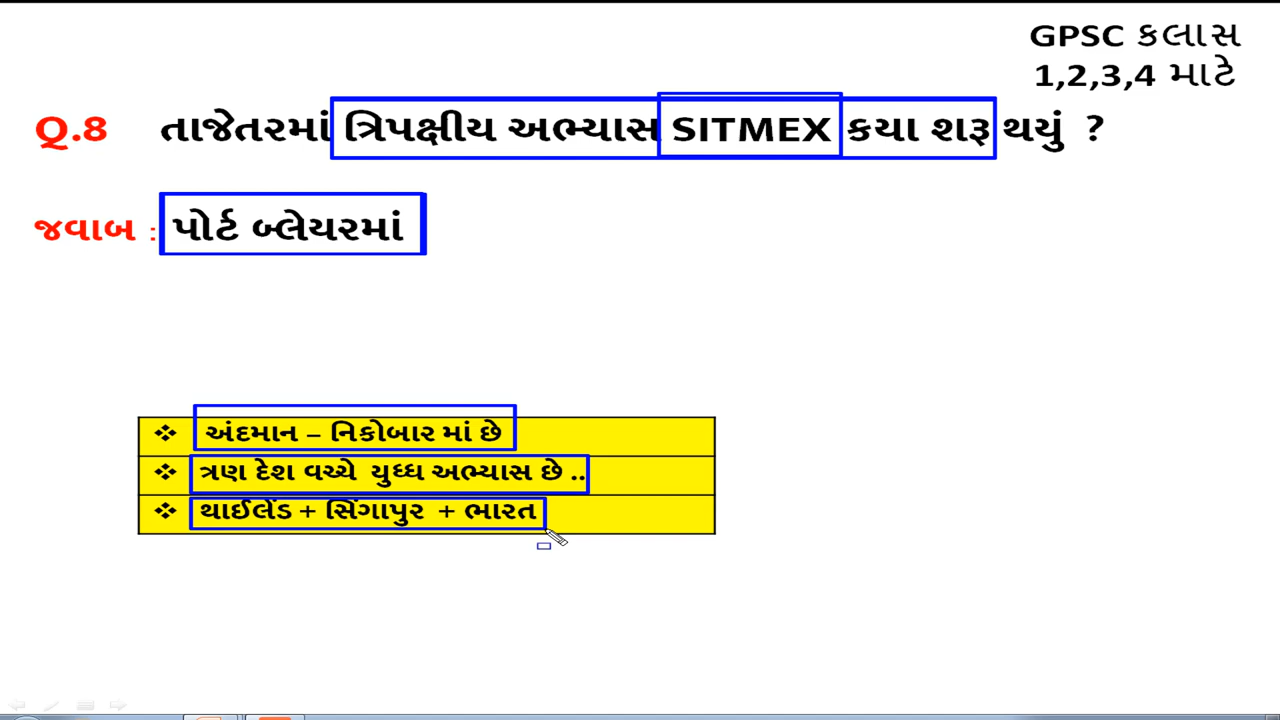 GPSC કલાસ
1,2,3,4 માટે
Q.8 તાજેતરમાં ત્રિપક્ષીય અભ્યાસ SITMEX કયા શરૂ થયું ?
જવાબ : પોર્ટ બ્લેયરમાં
❖ અંદમાન – નિકોબાર માં છે
❖ ત્રણ દેશ વચ્ચે યુધ્ધ અભ્યાસ છે ..
❖ થાઈલેંડ + સિંગાપુર + ભારત